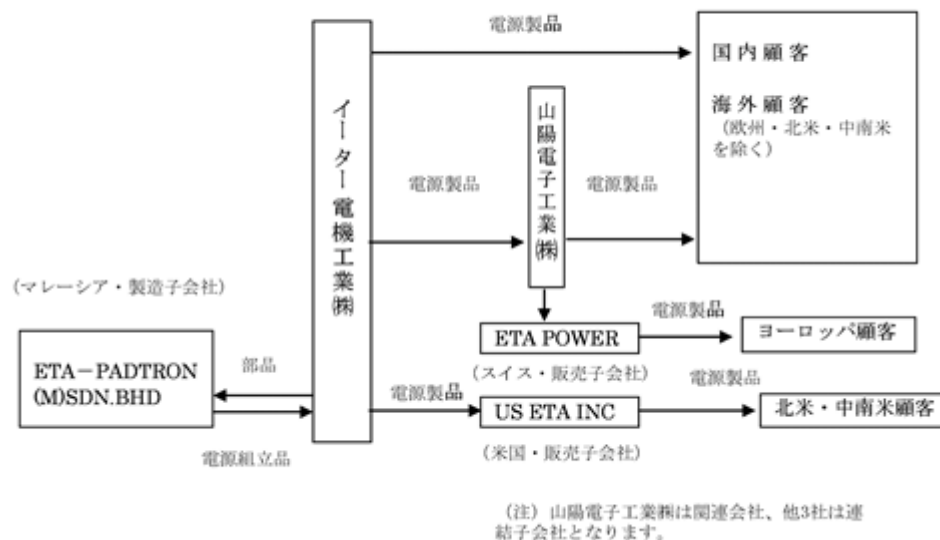 電源製品
国内顧客
海外顧客
（欧州・北米・中南米
を除く）
イーター電機工業㈱
山陽電子工業㈱
電源製品
電源製品
（マレーシア・製造子会社）
ETA－PADTRON
(M)SDN.BHD
部品
電源組立品
ETA POWER
（スイス・販売子会社）
電源製品
ヨーロッパ顧客
電源製品
US ETA INC
（米国・販売子会社）
電源製品
北米・中南米顧客
（注）山陽電子工業㈱は関連会社、他3社は連
結子会社となります。